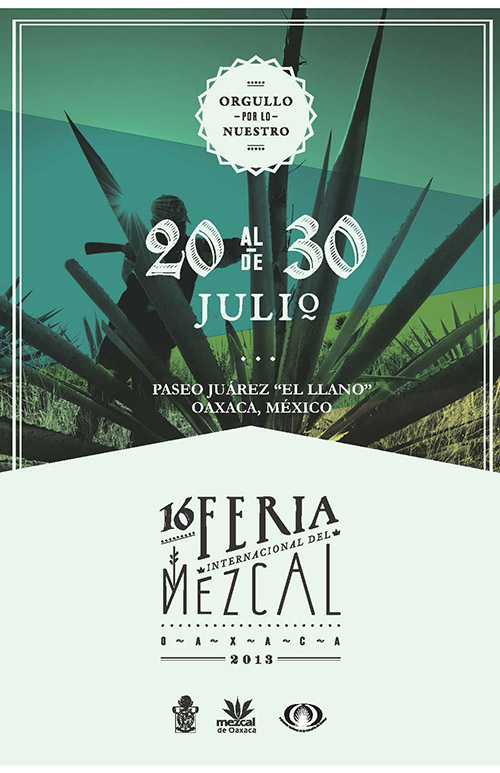 ORGULLO
POR LO
NUESTRO
20 AL DE 30
JULIO
PASEO JUÁREZ "EL LLANO"
OAXACA, MÉXICO
16 FERIA
INTERNACIONAL DEL
MEZCAL
O~A~X~A~C~A
2013
mezcal
de Oaxaca